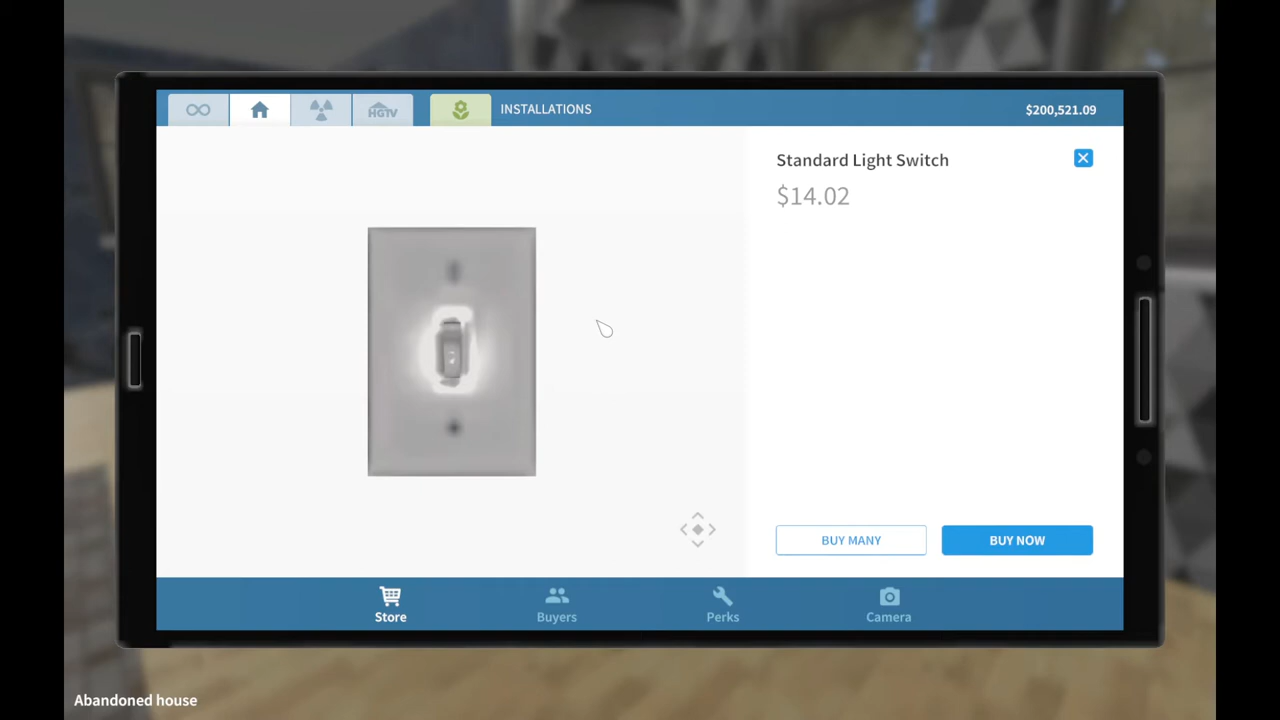 HGTV
INSTALLATIONS
$200,521.09
Standard Light Switch
$14.02
BUY MANY
BUY NOW
Store
Buyers
Perks
Camera
Abandoned house